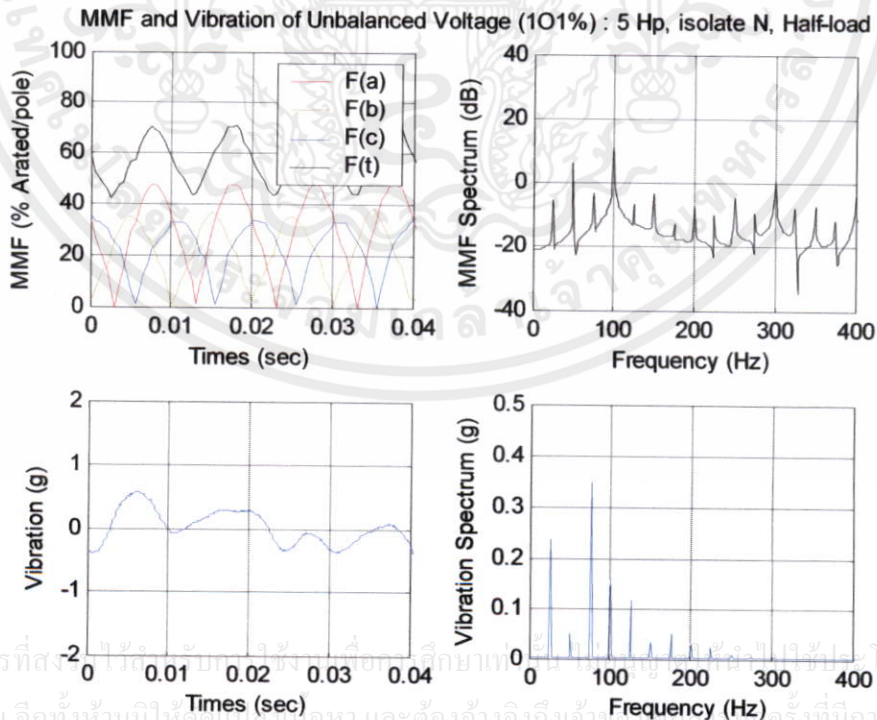 MMF and Vibration of Unbalanced Voltage (1O1%) : 5 Hp, isolate N, Half-load
MMF (% Arated/pole)
100
80
60
40
20
0
F(a)
F(b)
F(c)
F(t)
0 0.01 0.02 0.03 0.04
Times (sec)
MMF Spectrum (dB)
40
20
0
-20
-40
0 100 200 300 400
Frequency (Hz)
Vibration (g)
2
1
0
-1
-2
0 0.01 0.02 0.03 0.04
Times (sec)
Vibration Spectrum (g)
0.5
0.4
0.3
0.2
0.1
0
0 100 200 300 400
Frequency (Hz)